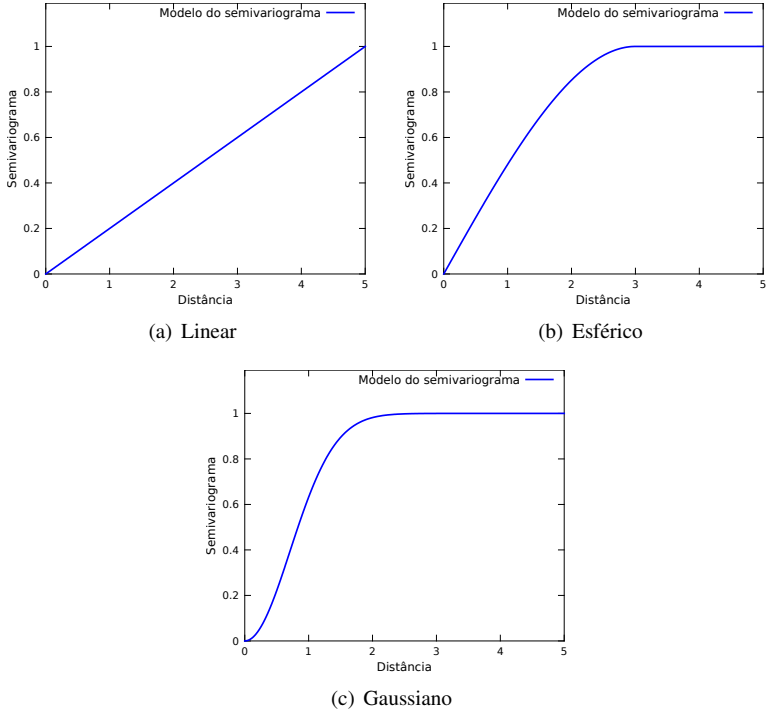 Modelo do semivariograma
1
0.8
0.6
0.4
0.2
0
Semivariograma
0 1 2 3 4 5
Distância
(a) Linear
Modelo do semivariograma
1
0.8
0.6
0.4
0.2
0
Semivariograma
0 1 2 3 4 5
Distância
(b) Esférico
Modelo do semivariograma
1
0.8
0.6
0.4
0.2
0
Semivariograma
0 1 2 3 4 5
Distância
(c) Gaussiano